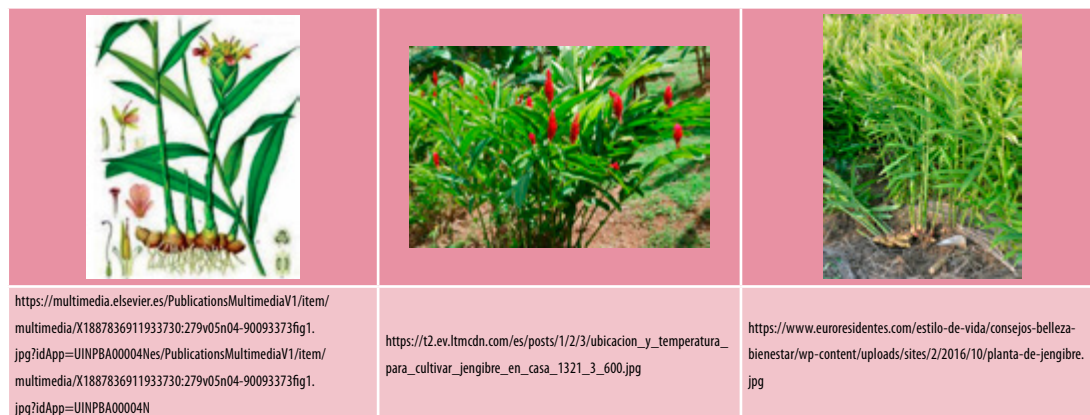 https://multimedia.elsevier.es/PublicationsMultimediaV1/item/
multimedia/X1887836911933730:279v05n04-90093373fig1.
jpg?idApp=UINPBA00004Nes/PublicationsMultimediaV1/item/
multimedia/X1887836911933730:279v05n04-90093373fig1.
jpg?idApp=UINPBA00004N
https://t2.ev.ltmcdn.com/es/posts/1/2/3/ubicacion_y_temperatura_
para_cultivar_jengibre_en_casa_1321_3_600.jpg
https://www.euroresidentes.com/estilo-de-vida/consejos-belleza-
bienestar/wp-content/uploads/sites/2/2016/10/planta-de-jengibre.
jpg